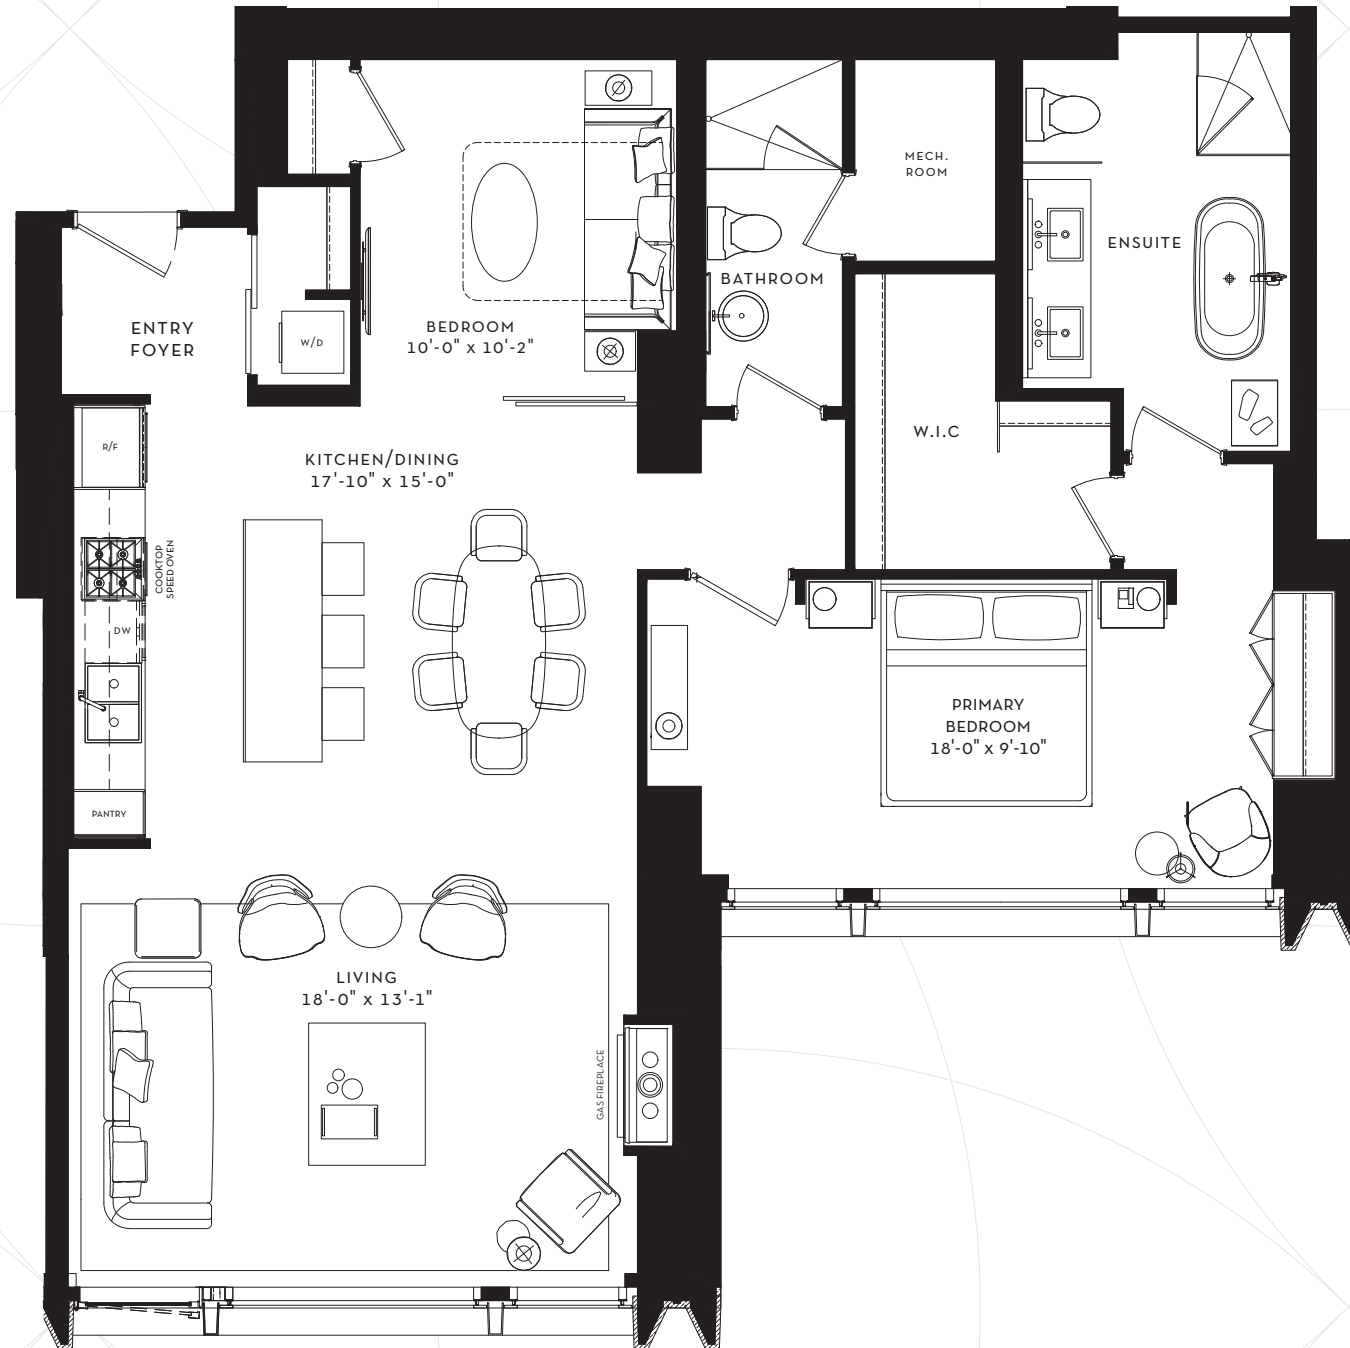 MECH.
ROOM
ENSUITE
BATHROOM
ENTRY
FOYER
W/D
BEDROOM
10'-0" x 10'-2"
R/F
KITCHEN/DINING
17'-10" x 15'-0"
W.I.C
COOKTOP
SPEED OVEN
DW
PRIMARY
BEDROOM
18'-0" x 9'-10"
PANTRY
LIVING
18'-0" x 13'-1"
GAS FIREPLACE